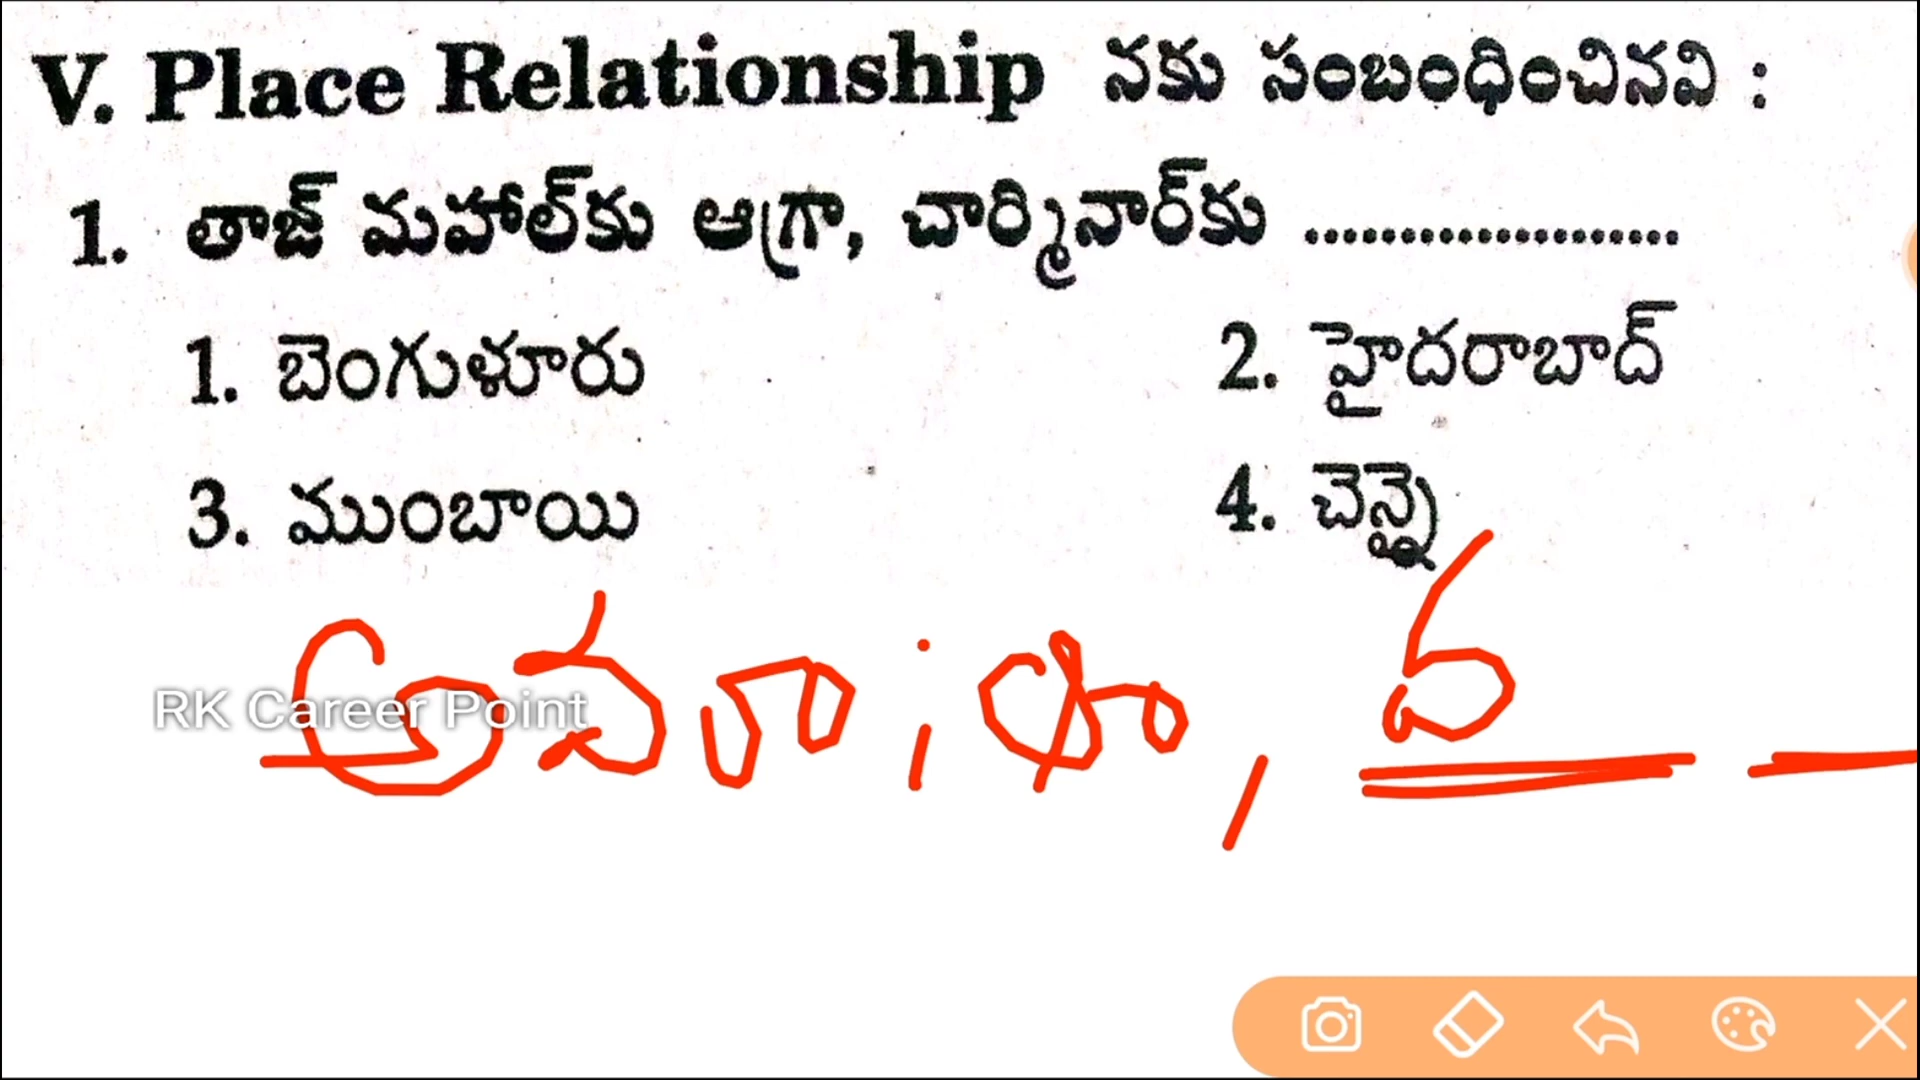 V. Place Relationship నకు సంబంధించినవి :
1. తాజ్ మహల్‌కు ఆగ్రా, చార్మినార్‌కు .....................
1. బెంగుళూరు 2. హైదరాబాద్
3. ముంబాయి 4. చెన్నై
RK Career Point